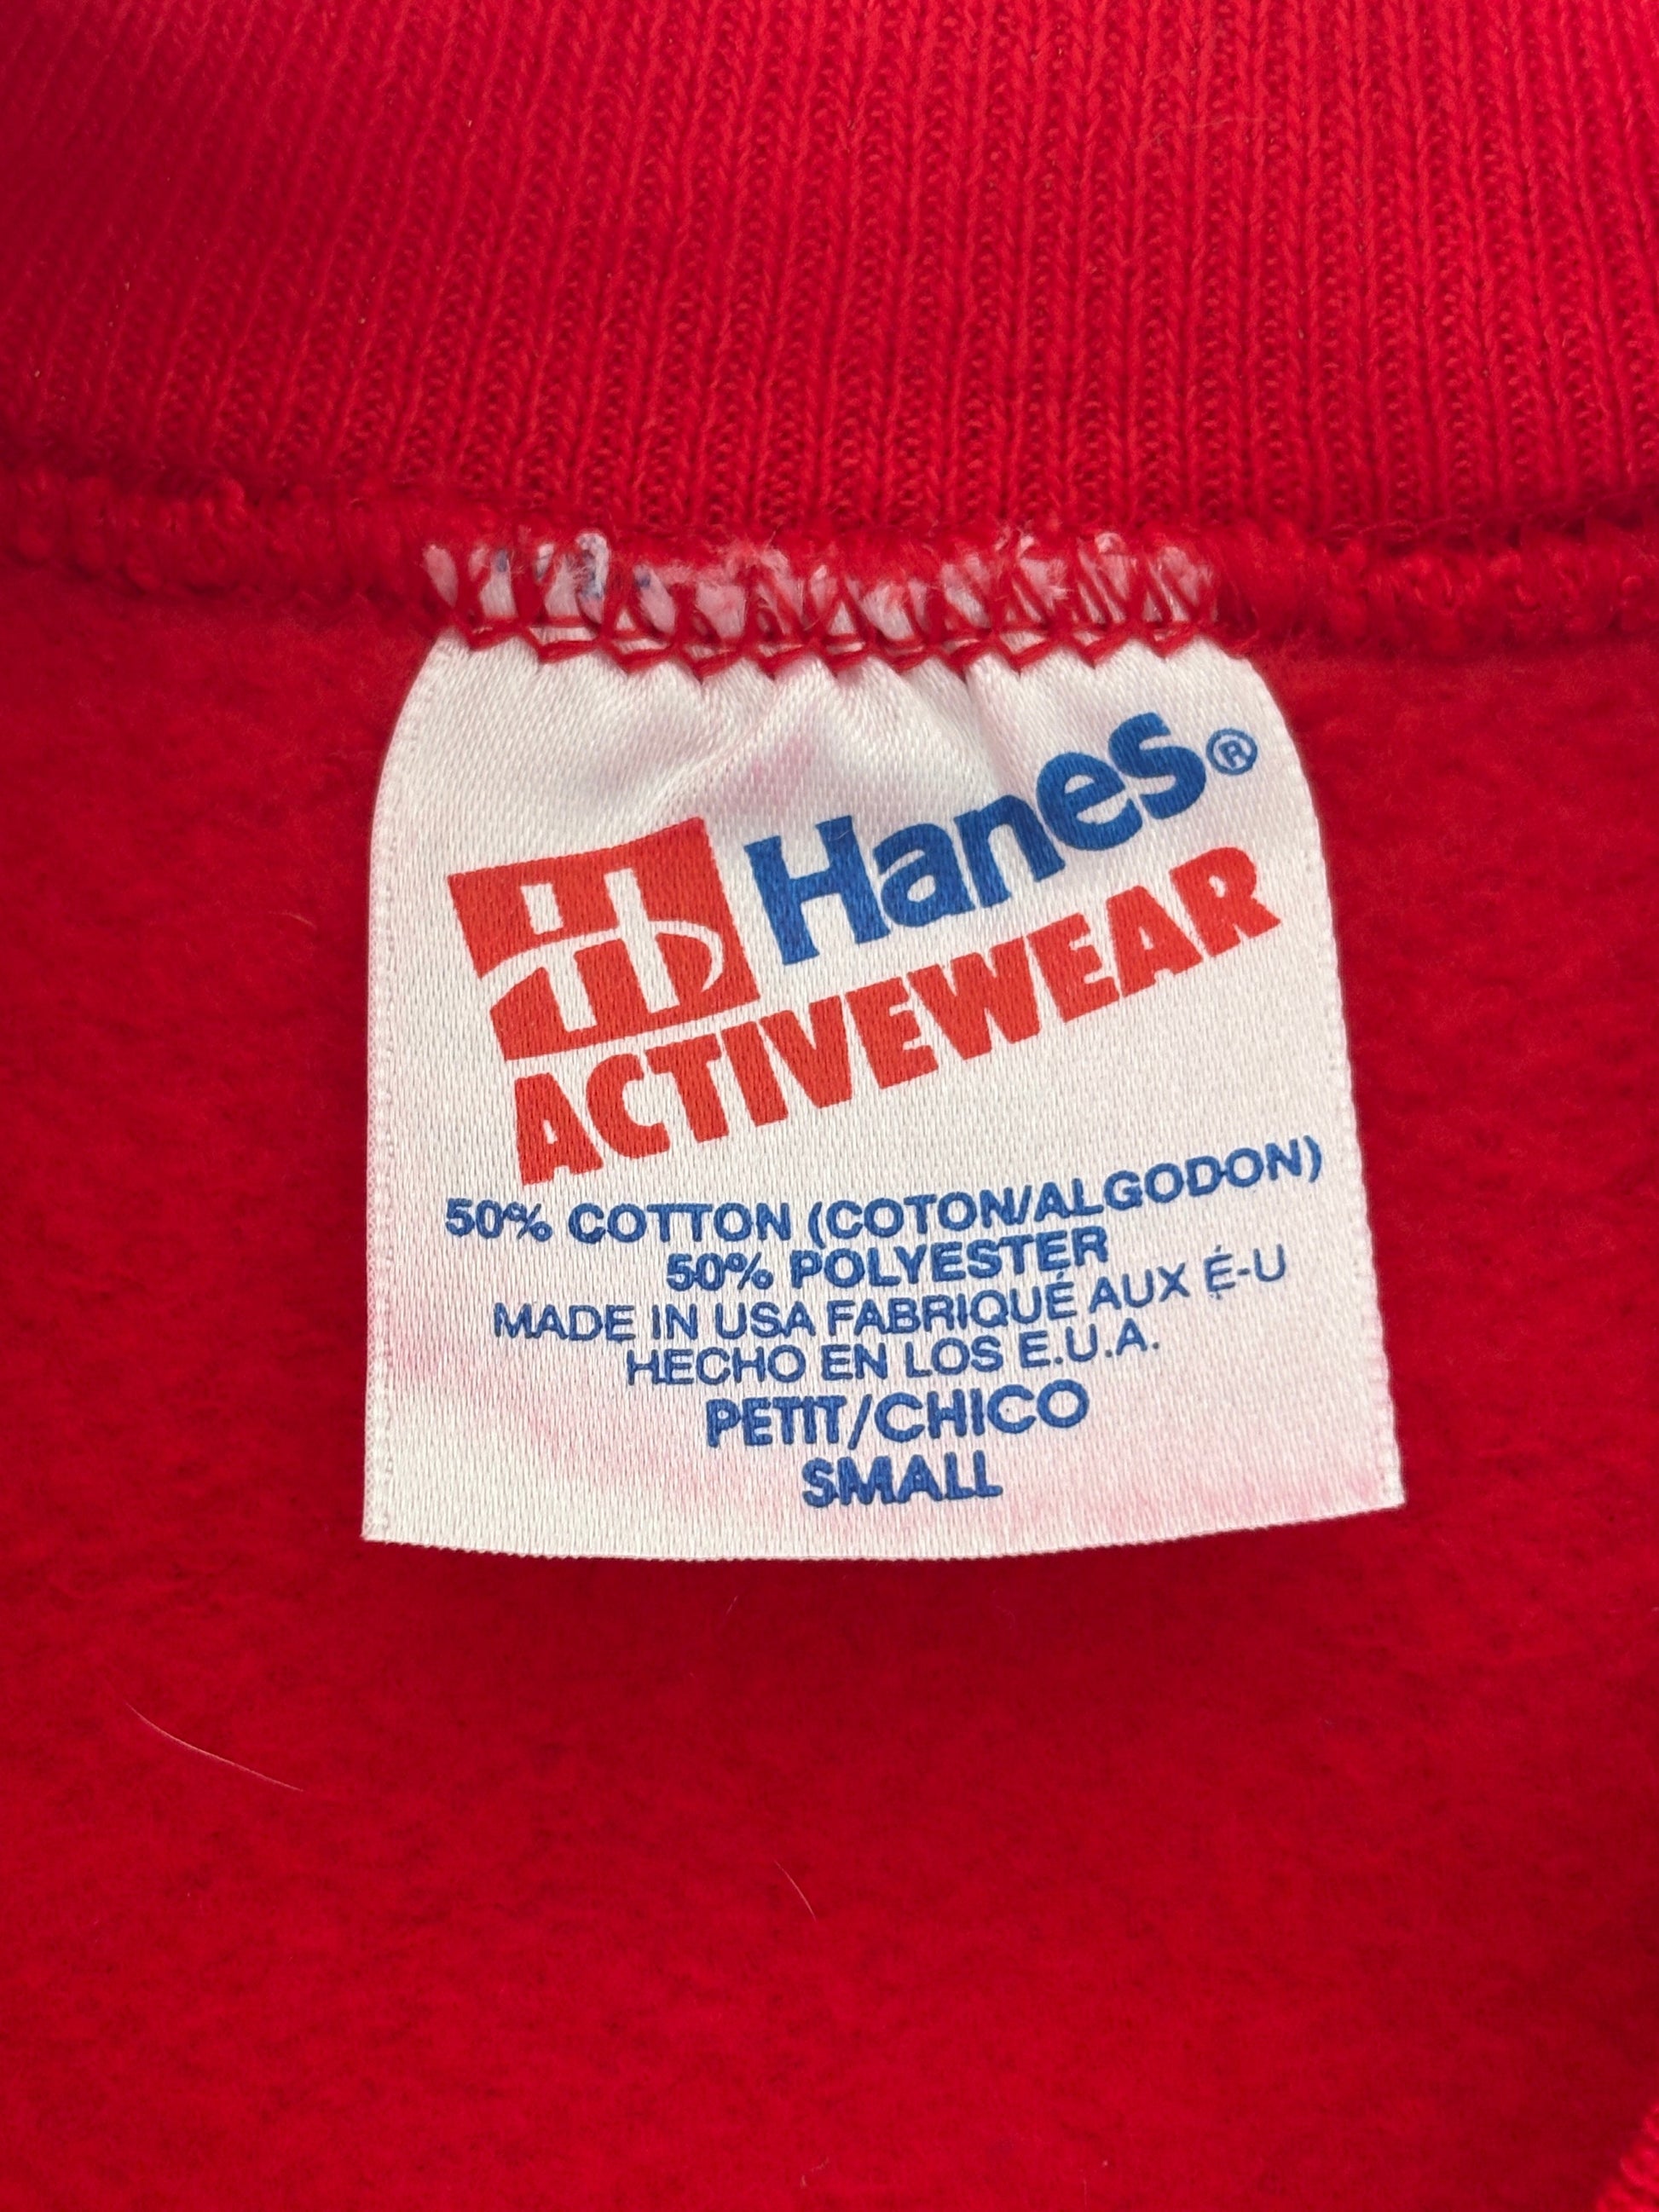 Hanes®
ACTIVEWEAR
50% COTTON (COTON/ALGODON)
50% POLYESTER
MADE IN USA FABRIQUÉ AUX É-U
HECHO EN LOS E.U.A.
PETIT/CHICO
SMALL